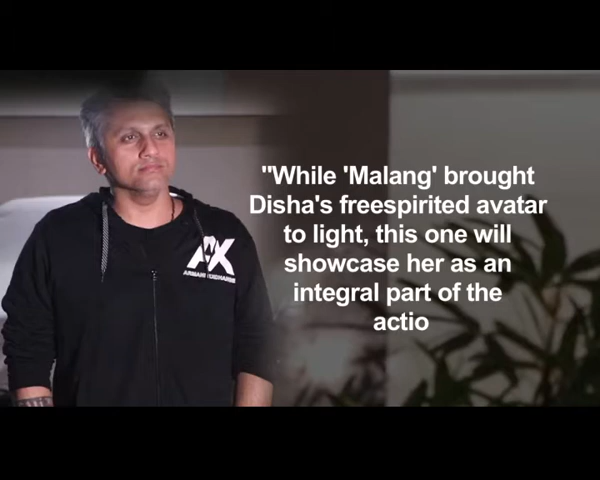 "While 'Malang' brought
Disha's freespirited avatar
to light, this one will
showcase her as an
integral part of the
actio
AX
ARMANI EXCHANGE